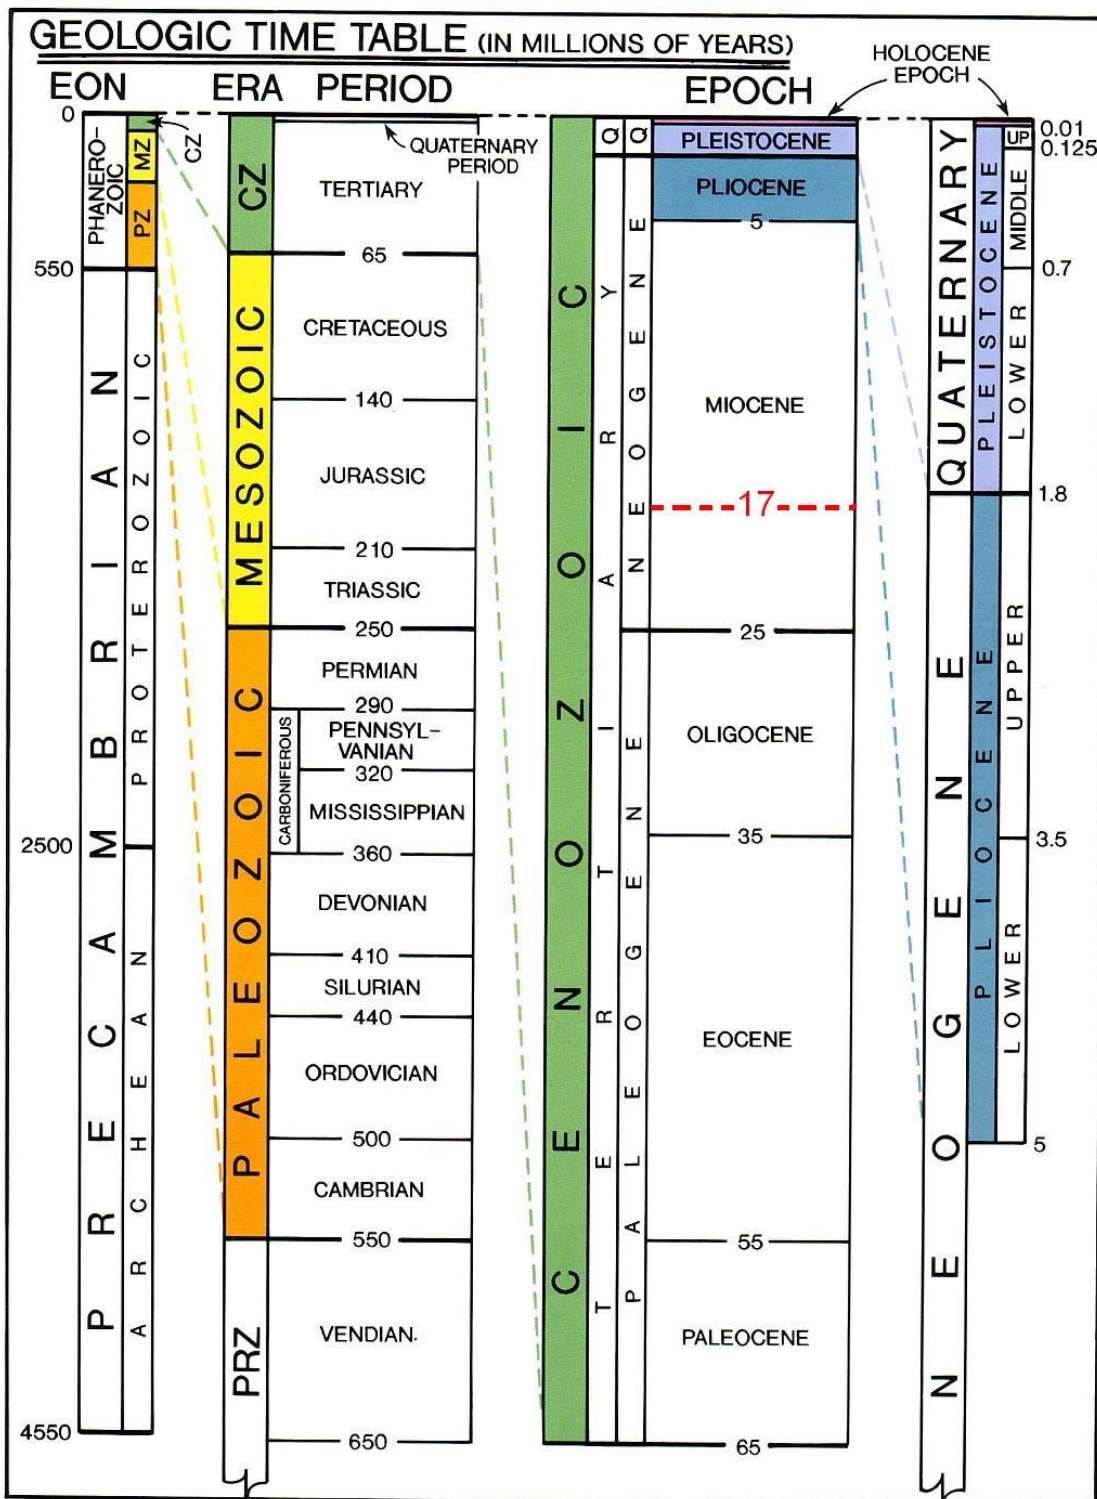 GEOLOGIC TIME TABLE (IN MILLIONS OF YEARS)
EON
ERA
PERIOD
EPOCH
HOLOCENE
EPOCH
0
550
2500
4550
PHANERO-
ZOIC
PRECAMBRIAN
CZ
MZ
PZ
PROTEROZOIC
ARCHEAN
CZ
MESOZOIC
PALEOZOIC
PRZ
QUATERNARY
PERIOD
TERTIARY
65
CRETACEOUS
140
JURASSIC
210
TRIASSIC
250
PERMIAN
290
CARBONIFEROUS
PENNSYL-
VANIAN
320
MISSISSIPPIAN
360
DEVONIAN
410
SILURIAN
440
ORDOVICIAN
500
CAMBRIAN
550
VENDIAN
650
CENOZOIC
Q
TERTIARY
Q
NEOGENE
PALEOGENE
PLEISTOCENE
PLIOCENE
5
MIOCENE
17
25
OLIGOCENE
35
EOCENE
55
PALEOCENE
65
QUATERNARY
NEOGENE
PLEISTOCENE
PLIOCENE
UP
MIDDLE
LOWER
UPPER
LOWER
0.01
0.125
0.7
1.8
3.5
5